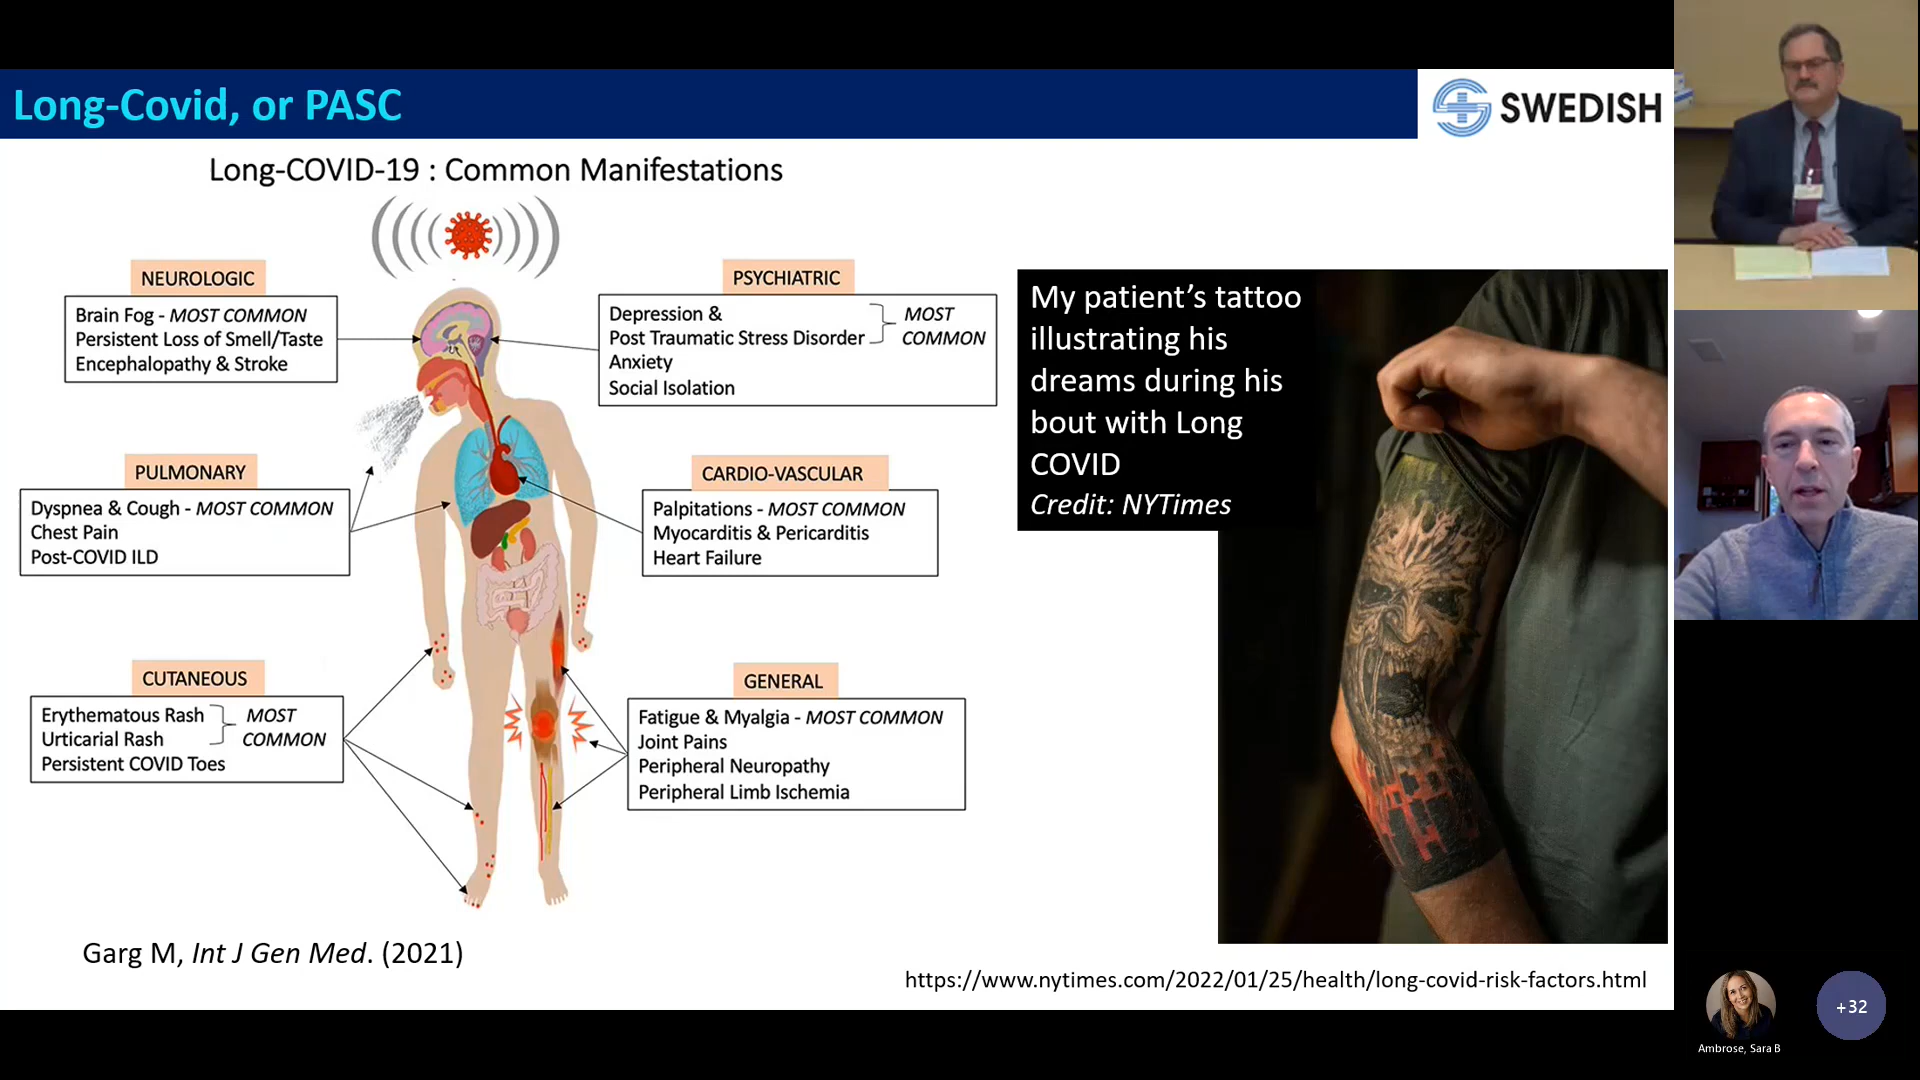 Long-Covid, or PASC
SWEDISH
Long-COVID-19 : Common Manifestations
NEUROLOGIC
Brain Fog - MOST COMMON
Persistent Loss of Smell/Taste
Encephalopathy & Stroke
PSYCHIATRIC
Depression &
Post Traumatic Stress Disorder
MOST
COMMON
Anxiety
Social Isolation
PULMONARY
Dyspnea & Cough - MOST COMMON
Chest Pain
Post-COVID ILD
CARDIO-VASCULAR
Palpitations - MOST COMMON
Myocarditis & Pericarditis
Heart Failure
CUTANEOUS
Erythematous Rash
Urticarial Rash
MOST
COMMON
Persistent COVID Toes
GENERAL
Fatigue & Myalgia - MOST COMMON
Joint Pains
Peripheral Neuropathy
Peripheral Limb Ischemia
My patient's tattoo
illustrating his
dreams during his
bout with Long
COVID
Credit: NYTimes
Garg M, Int J Gen Med. (2021)
https://www.nytimes.com/2022/01/25/health/long-covid-risk-factors.html
Ambrose, Sara B
+32